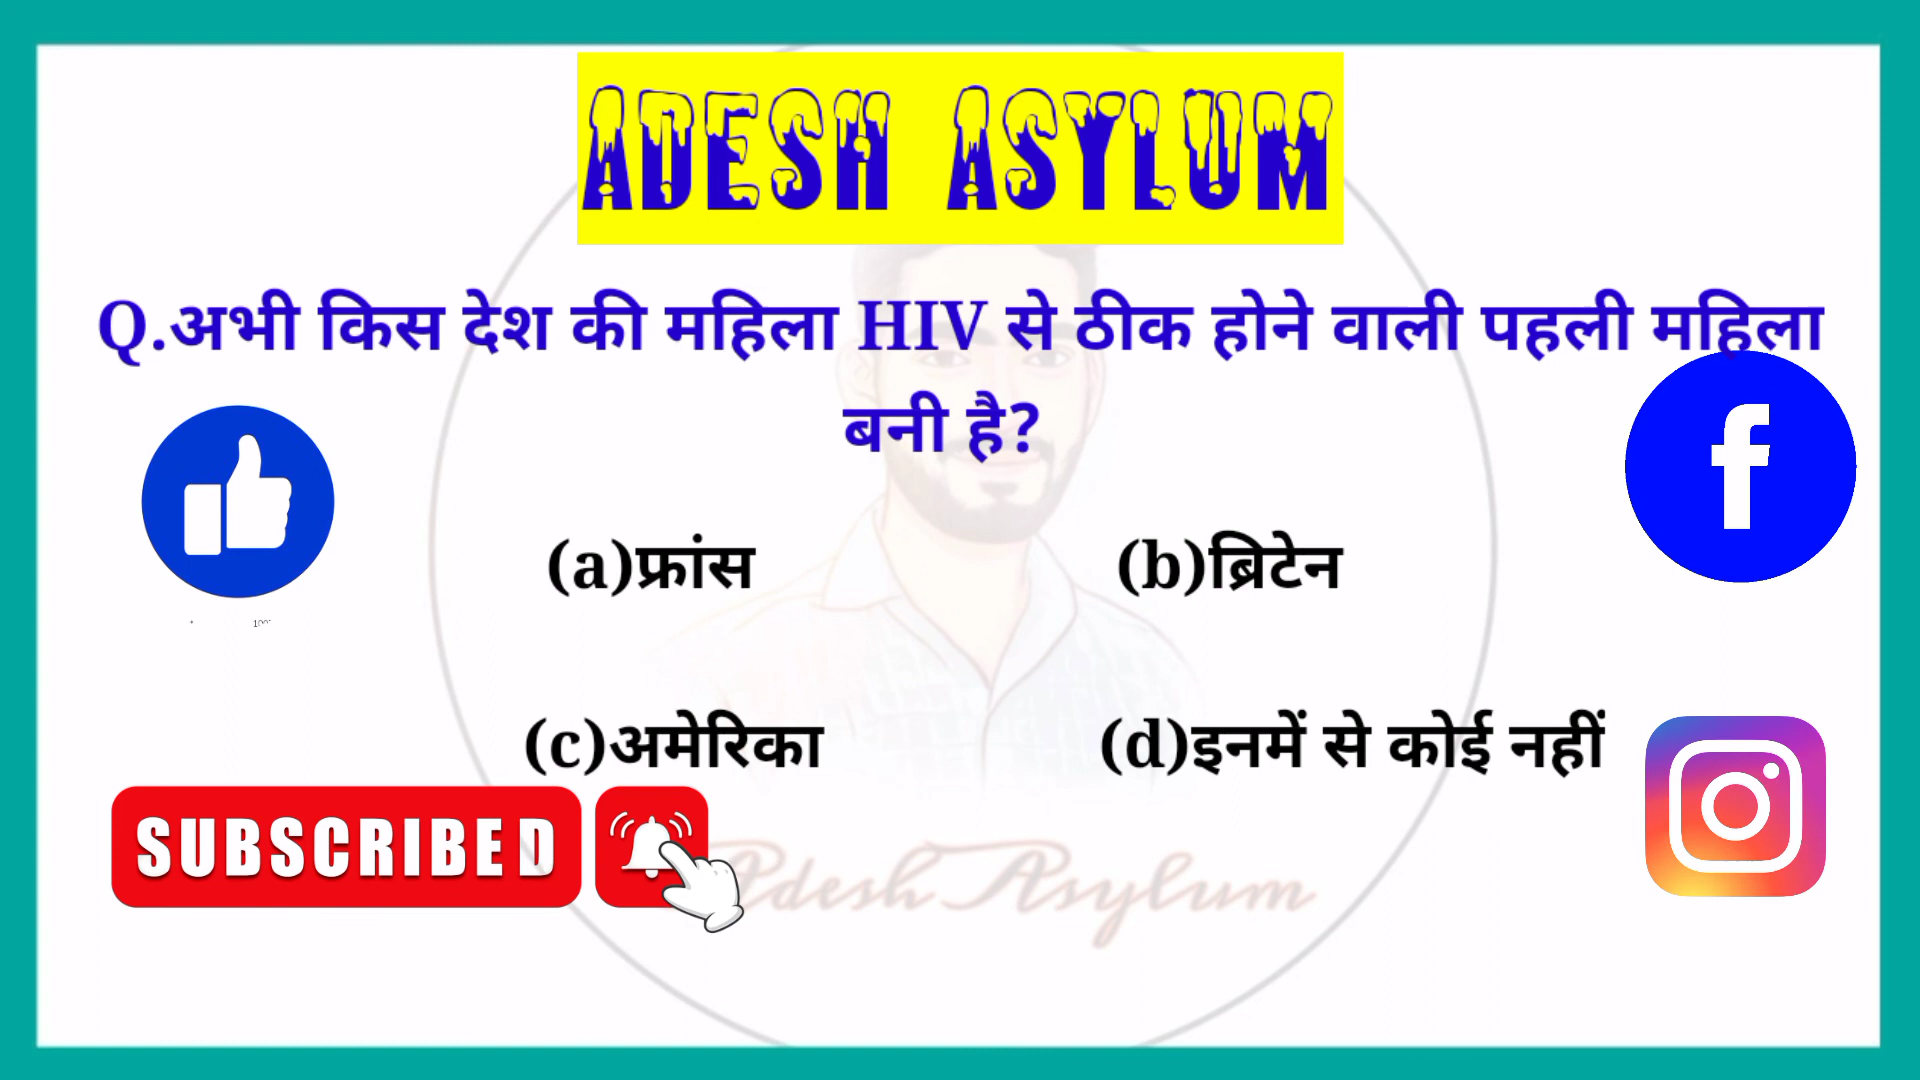 ADESH ASYLUM
Q.अभी किस देश की महिला HIV से ठीक होने वाली पहली महिला
बनी है?
(a)फ्रांस (b)ब्रिटेन
(c)अमेरिका (d)इनमें से कोई नहीं
SUBSCRIBED
Adesh Asylum